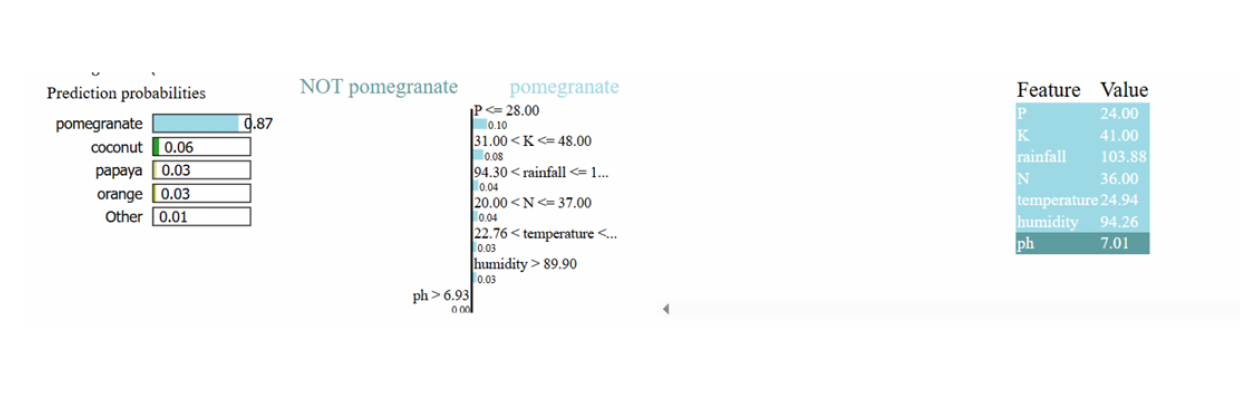 Prediction probabilities
pomegranate 0.87
coconut 0.06
papaya 0.03
orange 0.03
Other 0.01
NOT pomegranate pomegranate
P <= 28.00
0.10
31.00 < K <= 48.00
0.08
94.30 < rainfall <= 1...
0.04
20.00 < N <= 37.00
0.04
22.76 < temperature <...
0.03
humidity > 89.90
0.03
ph > 6.93
0.00
Feature Value
P 24.00
K 41.00
rainfall 103.88
N 36.00
temperature 24.94
humidity 94.26
ph 7.01